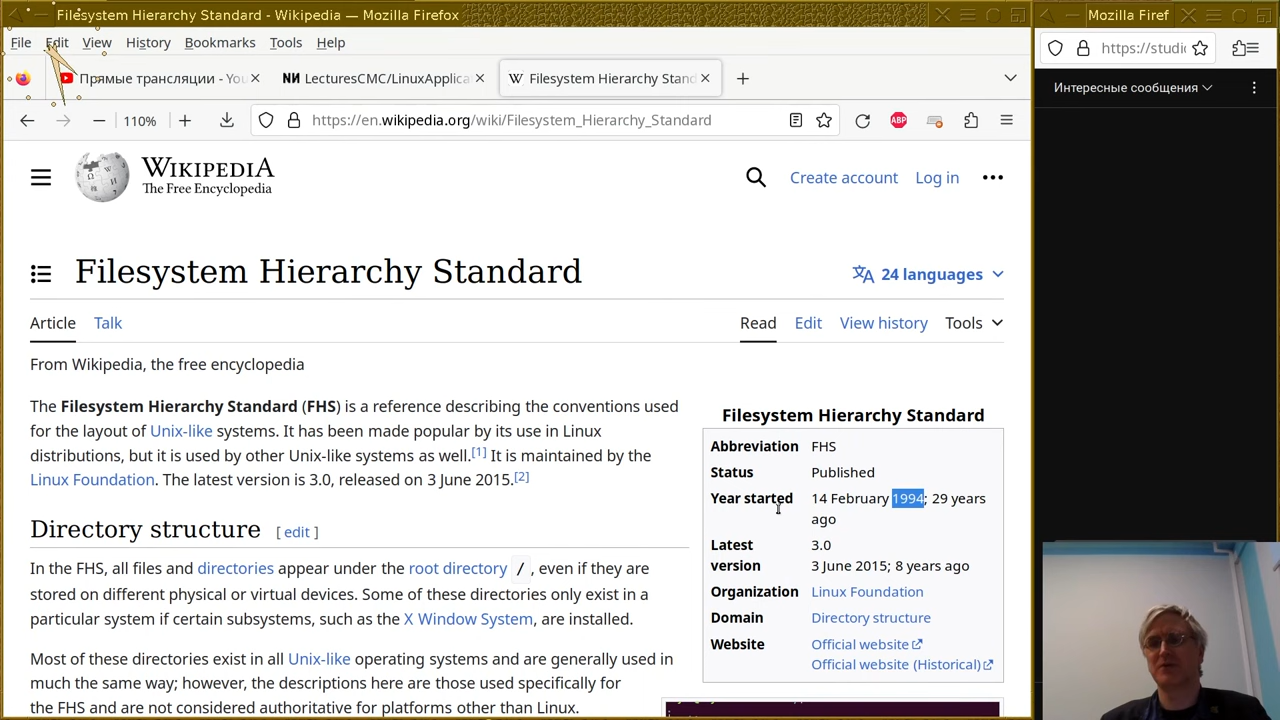 Filesystem Hierarchy Standard - Wikipedia — Mozilla Firefox
Mozilla Firef
File Edit View History Bookmarks Tools Help
Прямые трансляции - You
LecturesCMC/LinuxApplica
Filesystem Hierarchy Stand
https://studi
110%
https://en.wikipedia.org/wiki/Filesystem_Hierarchy_Standard
ABP
Интересные сообщения
WIKIPEDIA
The Free Encyclopedia
Create account Log in
Filesystem Hierarchy Standard
24 languages
Article Talk Read Edit View history Tools
From Wikipedia, the free encyclopedia
The Filesystem Hierarchy Standard (FHS) is a reference describing the conventions used
for the layout of Unix-like systems. It has been made popular by its use in Linux
distributions, but it is used by other Unix-like systems as well.[1] It is maintained by the
Linux Foundation. The latest version is 3.0, released on 3 June 2015.[2]
Directory structure [ edit ]
In the FHS, all files and directories appear under the root directory /, even if they are
stored on different physical or virtual devices. Some of these directories only exist in a
particular system if certain subsystems, such as the X Window System, are installed.
Most of these directories exist in all Unix-like operating systems and are generally used in
much the same way; however, the descriptions here are those used specifically for
the FHS and are not considered authoritative for platforms other than Linux.
Filesystem Hierarchy Standard
Abbreviation FHS
Status Published
Year started 14 February 1994; 29 years
ago
Latest 3.0
version 3 June 2015; 8 years ago
Organization Linux Foundation
Domain Directory structure
Website Official website
Official website (Historical)